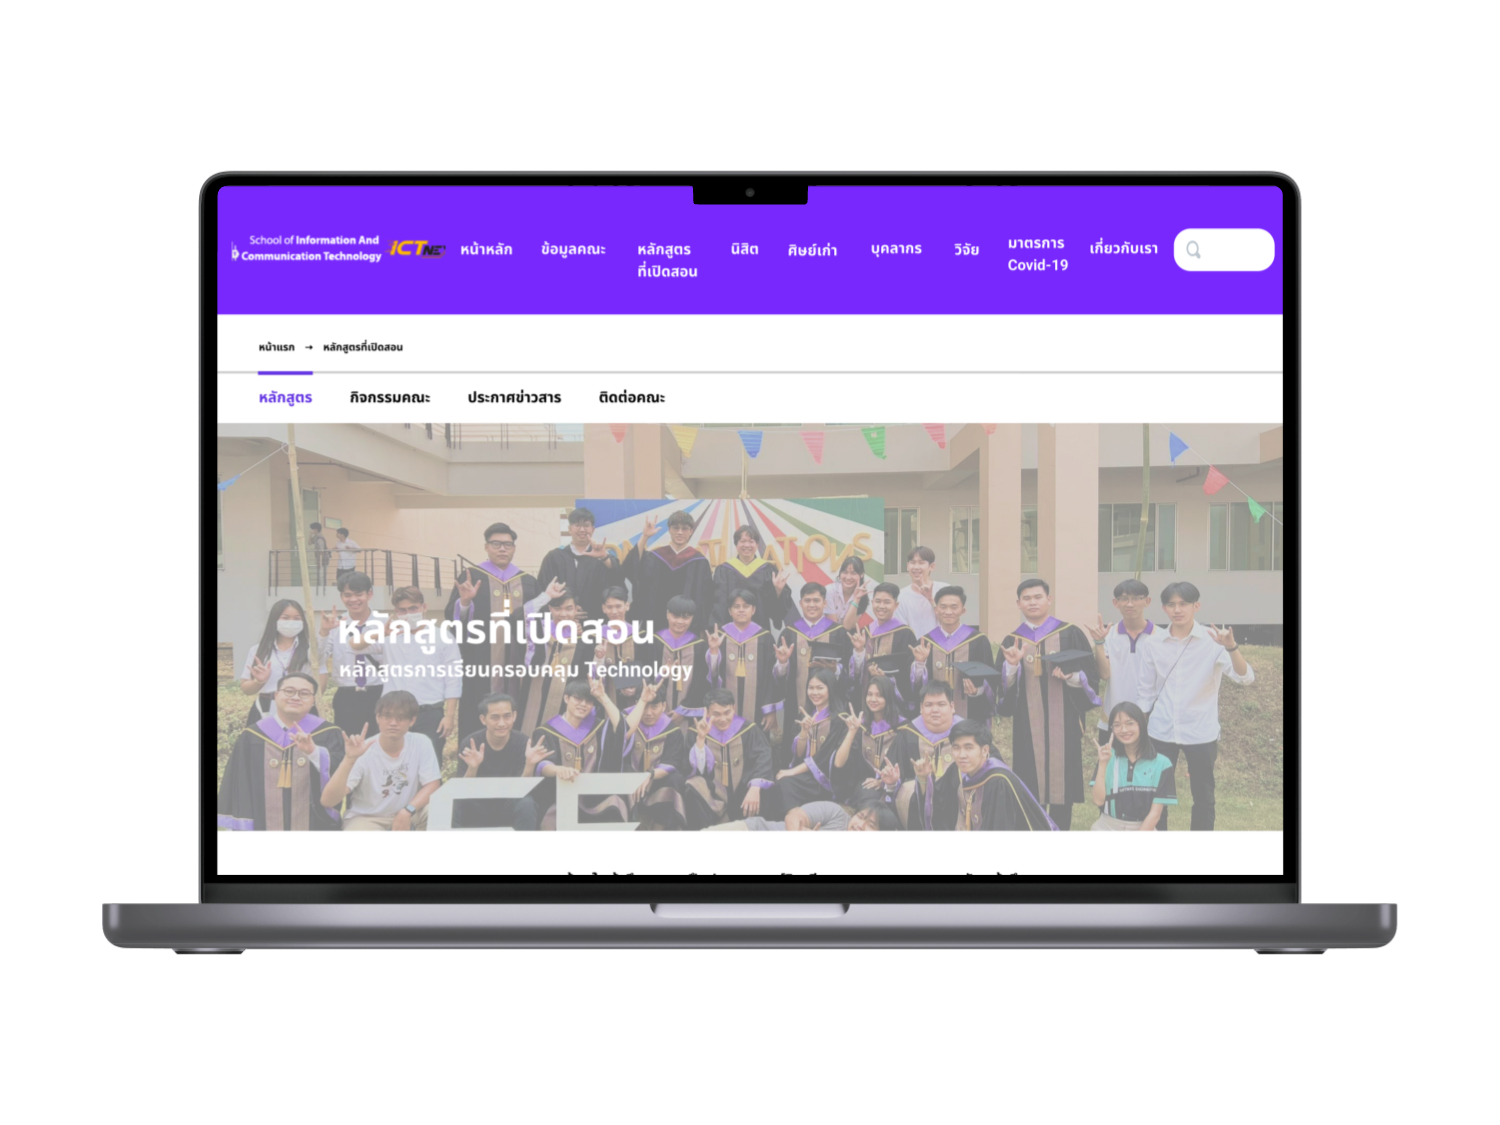 School of Information And
Communication Technology
ICT
หน้าหลัก
ข้อมูลคณะ
หลักสูตร
ที่เปิดสอน
นิสิต
ศิษย์เก่า
บุคลากร
วิจัย
มาตรการ
Covid-19
เกี่ยวกับเรา
หน้าแรก → หลักสูตรที่เปิดสอน
หลักสูตร
กิจกรรมคณะ
ประกาศข่าวสาร
ติดต่อคณะ
หลักสูตรที่เปิดสอน
หลักสูตรการเรียนครอบคลุม Technology